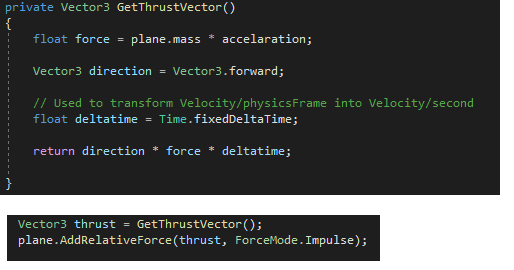 private Vector3 GetThrustVector()
{
float force = plane.mass * accelaration;
Vector3 direction = Vector3.forward;
// Used to transform Velocity/physicsFrame into Velocity/second
float deltatime = Time.fixedDeltaTime;
return direction * force * deltatime;
}
Vector3 thrust = GetThrustVector();
plane.AddRelativeForce(thrust, ForceMode.Impulse);